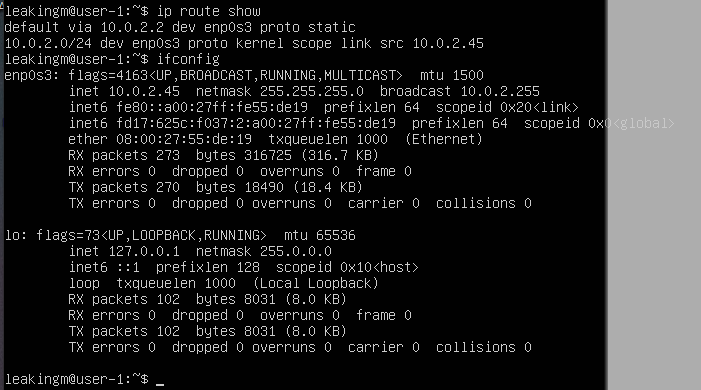 leakingm@user-1:~$ ip route show
default via 10.0.2.2 dev enp0s3 proto static
10.0.2.0/24 dev enp0s3 proto kernel scope link src 10.0.2.45
leakingm@user-1:~$ ifconfig
enp0s3: flags=4163<UP,BROADCAST,RUNNING,MULTICAST>  mtu 1500
        inet 10.0.2.45  netmask 255.255.255.0  broadcast 10.0.2.255
        inet6 fe80::a00:27ff:fe55:de19  prefixlen 64  scopeid 0x20<link>
        inet6 fd17:625c:f037:2:a00:27ff:fe55:de19  prefixlen 64  scopeid 0x0<global>
        ether 08:00:27:55:de:19  txqueuelen 1000  (Ethernet)
        RX packets 273  bytes 316725 (316.7 KB)
        RX errors 0  dropped 0  overruns 0  frame 0
        TX packets 270  bytes 18490 (18.4 KB)
        TX errors 0  dropped 0 overruns 0  carrier 0  collisions 0

lo: flags=73<UP,LOOPBACK,RUNNING>  mtu 65536
        inet 127.0.0.1  netmask 255.0.0.0
        inet6 ::1  prefixlen 128  scopeid 0x10<host>
        loop  txqueuelen 1000  (Local Loopback)
        RX packets 102  bytes 8031 (8.0 KB)
        RX errors 0  dropped 0  overruns 0  frame 0
        TX packets 102  bytes 8031 (8.0 KB)
        TX errors 0  dropped 0 overruns 0  carrier 0  collisions 0

leakingm@user-1:~$ _